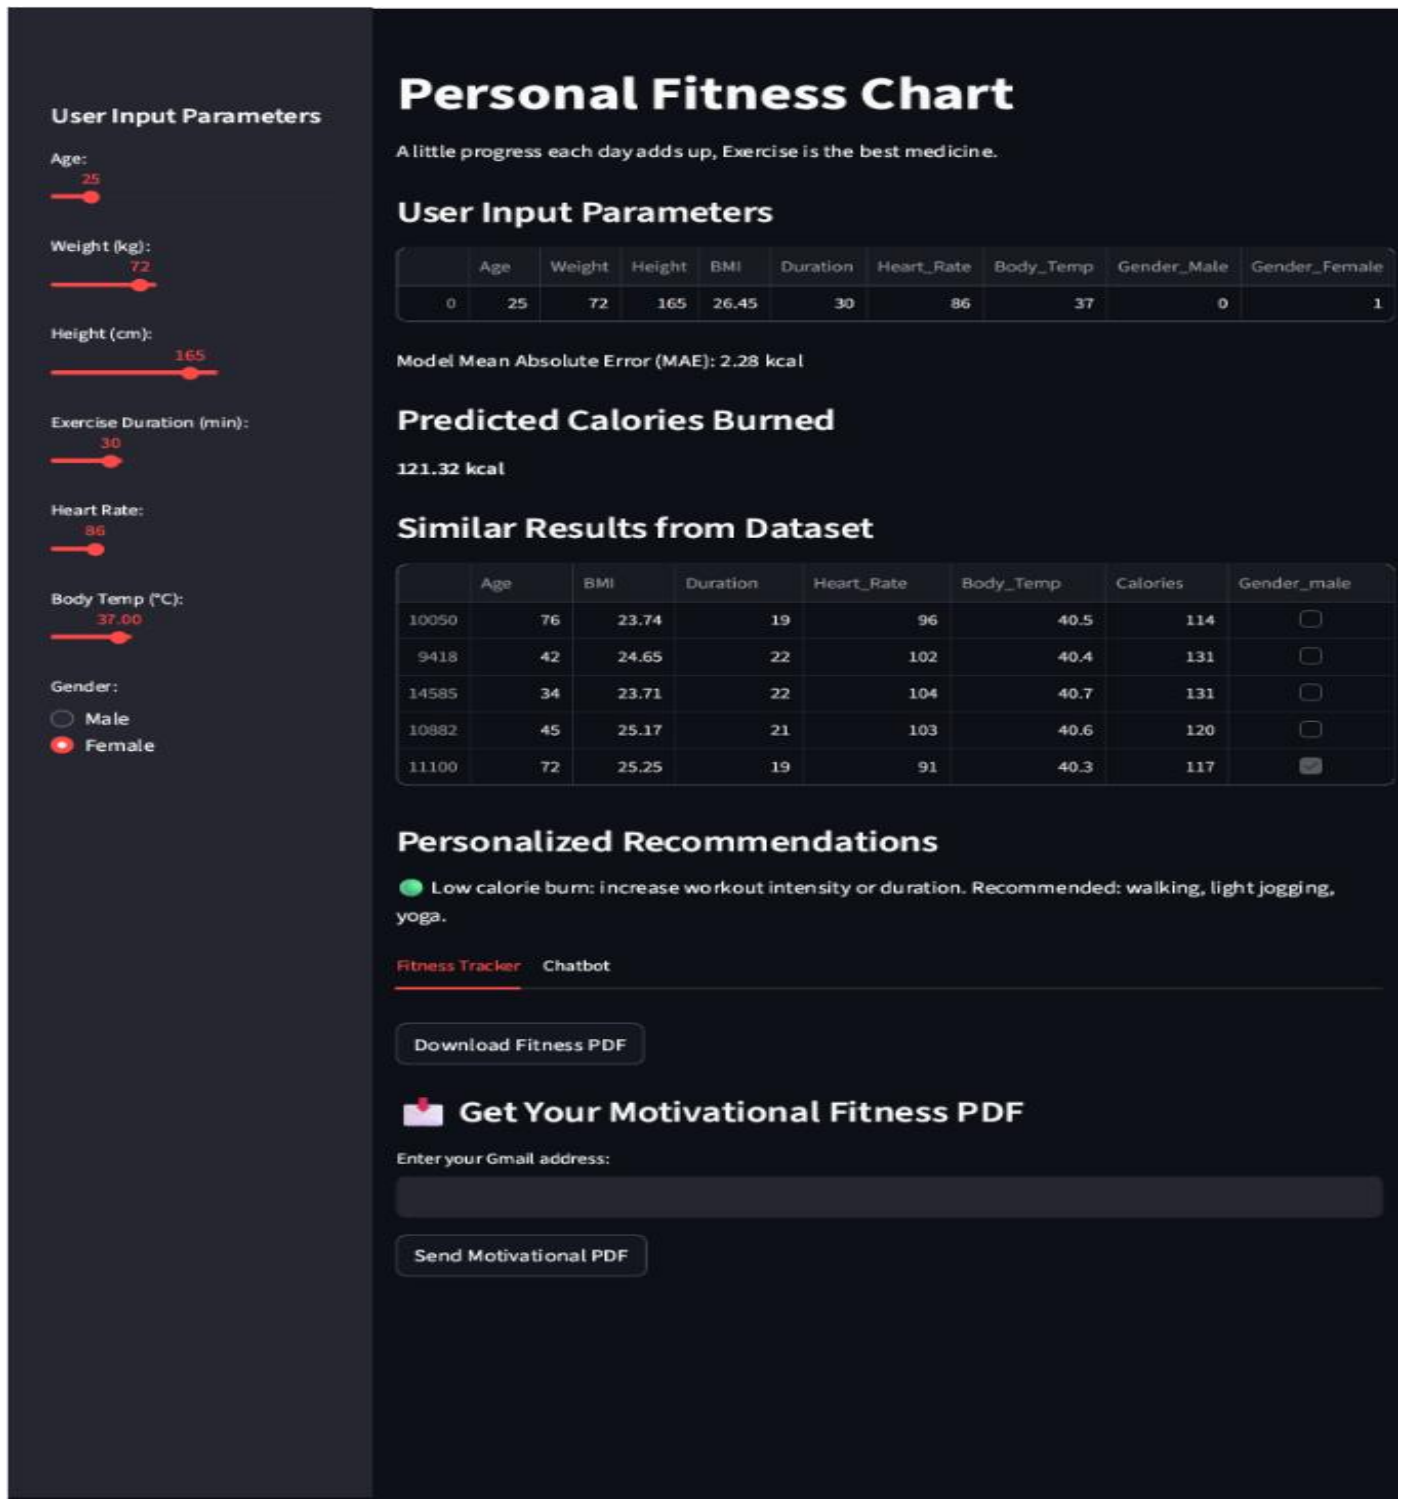 User Input Parameters
Age:
25
Weight (kg):
72
Height (cm):
165
Exercise Duration (min):
30
Heart Rate:
86
Body Temp (°C):
37.00
Gender:
Male
Female
Personal Fitness Chart
A little progress each day adds up, Exercise is the best medicine.
User Input Parameters
Age Weight Height BMI Duration Heart_Rate Body_Temp Gender_Male Gender_Female
0 25 72 165 26.45 30 86 37 0 1
Model Mean Absolute Error (MAE): 2.28 kcal
Predicted Calories Burned
121.32 kcal
Similar Results from Dataset
Age BMI Duration Heart_Rate Body_Temp Calories Gender_male
10050 76 23.74 19 96 40.5 114
9418 42 24.65 22 102 40.4 131
14585 34 23.71 22 104 40.7 131
10882 45 25.17 21 103 40.6 120
11100 72 25.25 19 91 40.3 117
Personalized Recommendations
Low calorie burn: increase workout intensity or duration. Recommended: walking, light jogging,
yoga.
Fitness Tracker Chatbot
Download Fitness PDF
Get Your Motivational Fitness PDF
Enter your Gmail address:
Send Motivational PDF